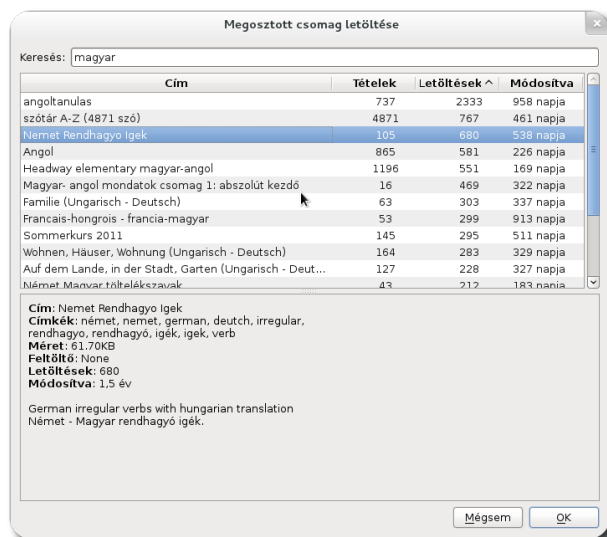 Megosztott csomag letöltése
Keresés: magyar
Cím Tételek Letöltések Módosítva
angoltanulas 737 2333 958 napja
szótár A-Z (4871 szó) 4871 767 461 napja
Nemet Rendhagyo Igek 105 680 538 napja
Angol 865 581 226 napja
Headway elementary magyar-angol 1196 551 169 napja
Magyar- angol mondatok csomag 1: abszolút kezdő 16 469 322 napja
Familie (Ungarisch - Deutsch) 63 303 337 napja
Francais-hongrois - francia-magyar 53 299 913 napja
Sommerkurs 2011 145 295 511 napja
Wohnen, Häuser, Wohnung (Ungarisch - Deutsch) 164 283 329 napja
Auf dem Lande, in der Stadt, Garten (Ungarisch - Deut... 127 228 327 napja
Német Magyar töltelékszavak 43 212 183 napja
Cím: Nemet Rendhagyo Igek
Címkék: német, nemet, german, deutch, irregular,
rendhagyo, rendhagyó, igék, igek, verb
Méret: 61.70KB
Feltöltő: None
Letöltések: 680
Módosítva: 1,5 év
German irregular verbs with hungarian translation
Német - Magyar rendhagyó igék.
Mégsem OK